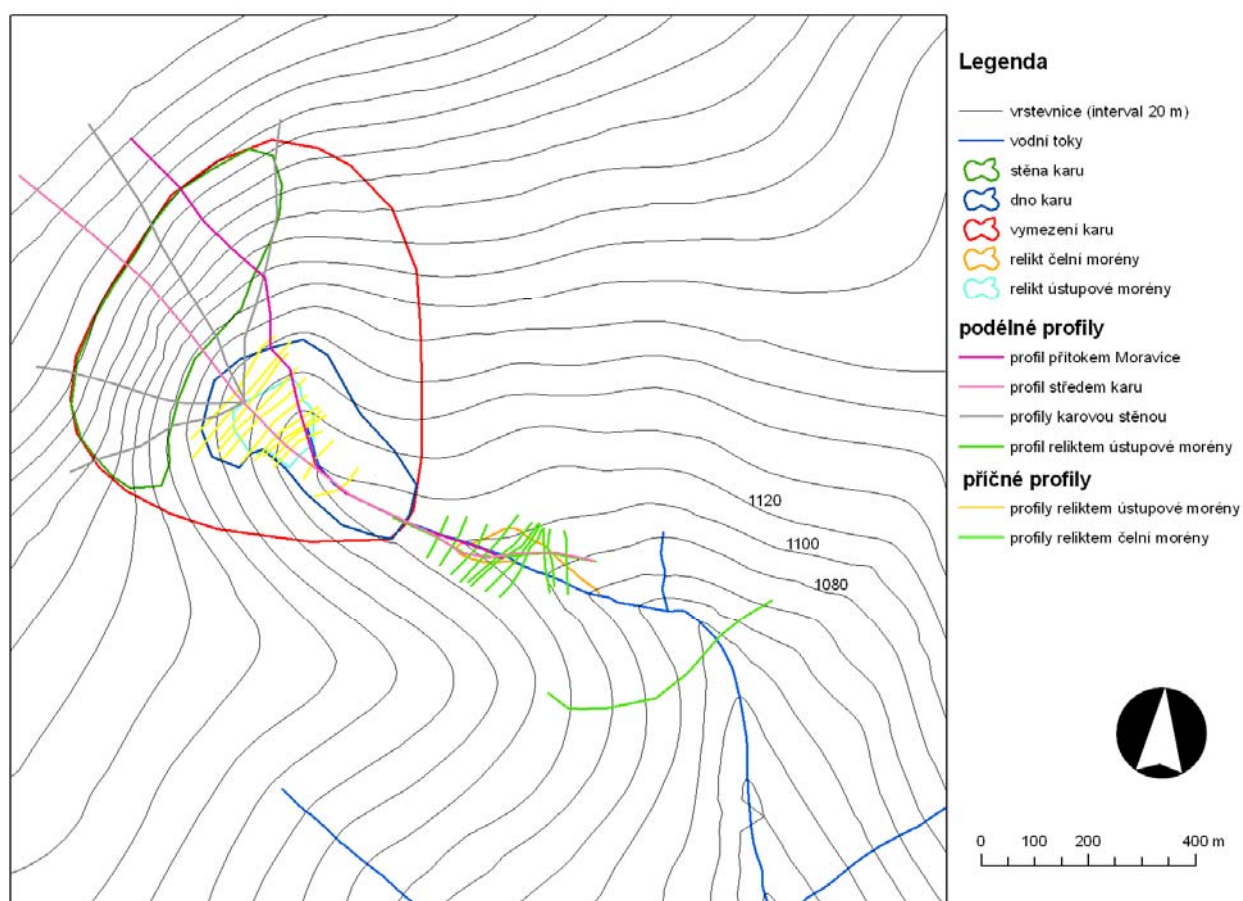 Legenda
vrstevnice (interval 20 m)
vodní toky
stěna karu
dno karu
vymezení karu
relikt čelní morény
relikt ústupové morény
podélné profily
profil přítokem Moravice
profil středem karu
profily karovou stěnou
profil reliktem ústupové morény
příčné profily
profily reliktem ústupové morény
profily reliktem čelní morény
1120
1100
1080
0 100 200 400 m